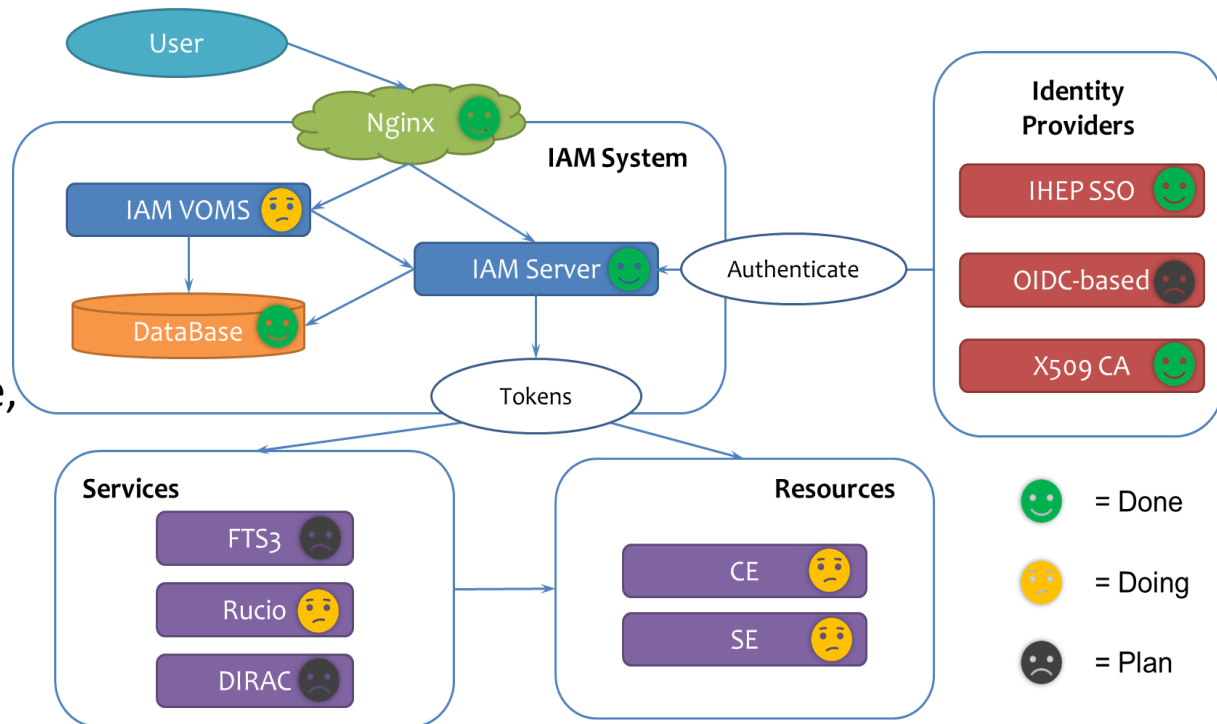 User
Nginx
IAM System
IAM VOMS
IAM Server
DataBase
Authenticate
Tokens
Identity
Providers
IHEP SSO
OIDC-based
X509 CA
e,
Services
FTS3
Rucio
DIRAC
Resources
CE
SE
= Done
= Doing
= Plan